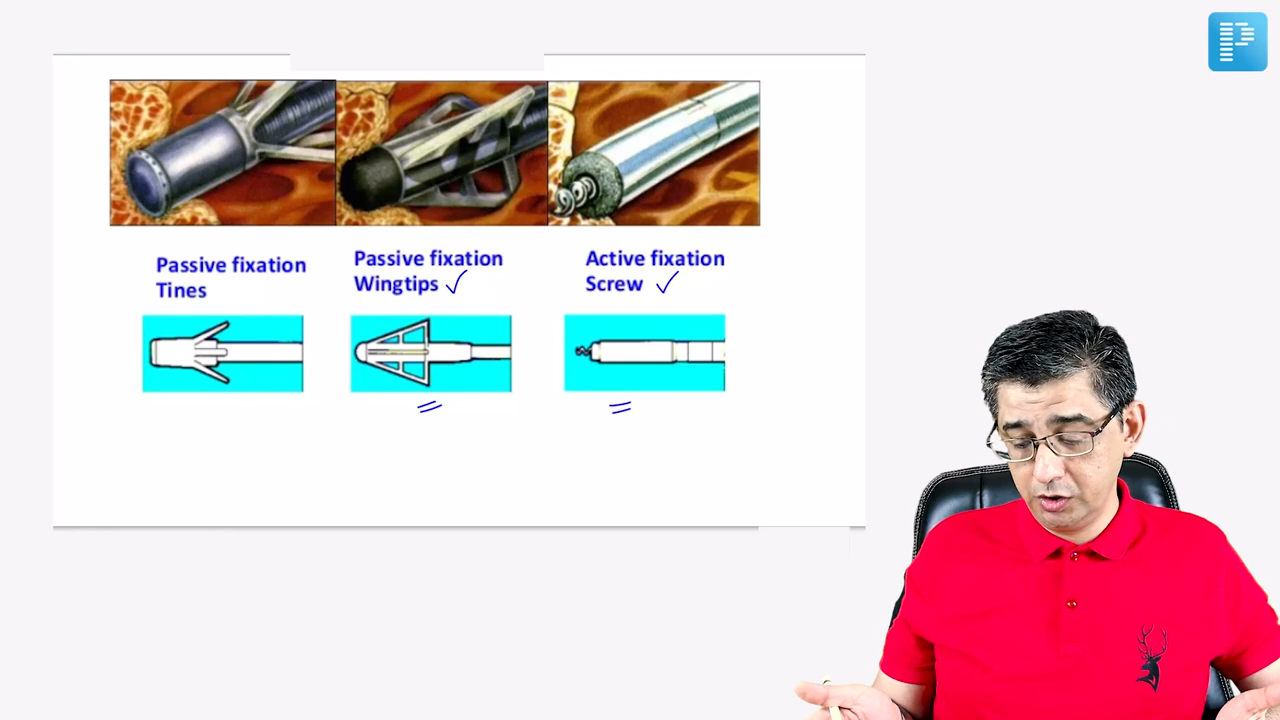 Passive fixation
Tines
Passive fixation
Wingtips
Active fixation
Screw